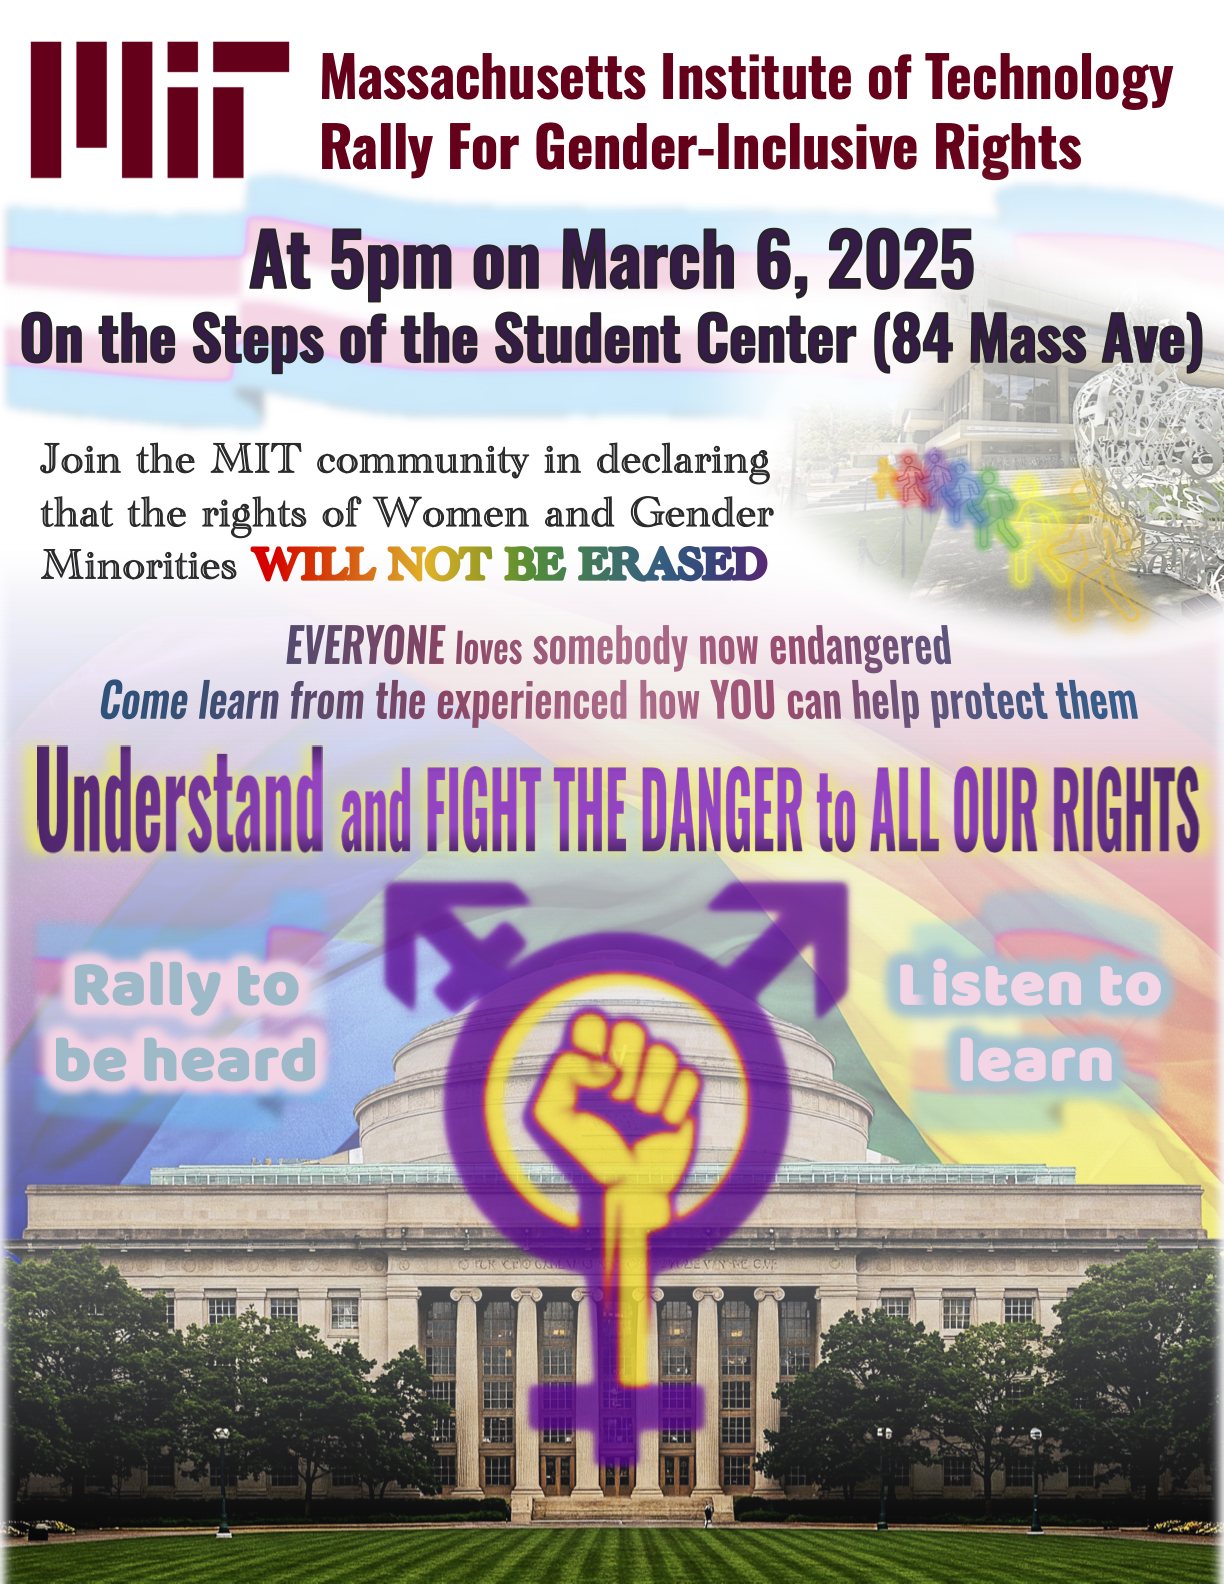 MIT
Massachusetts Institute of Technology
Rally For Gender-Inclusive Rights
At 5pm on March 6, 2025
On the Steps of the Student Center (84 Mass Ave)
Join the MIT community in declaring
that the rights of Women and Gender
Minorities WILL NOT BE ERASED
EVERYONE loves somebody now endangered
Come learn from the experienced how YOU can help protect them
Understand and FIGHT THE DANGER to ALL OUR RIGHTS
Rally to
be heard
Listen to
learn